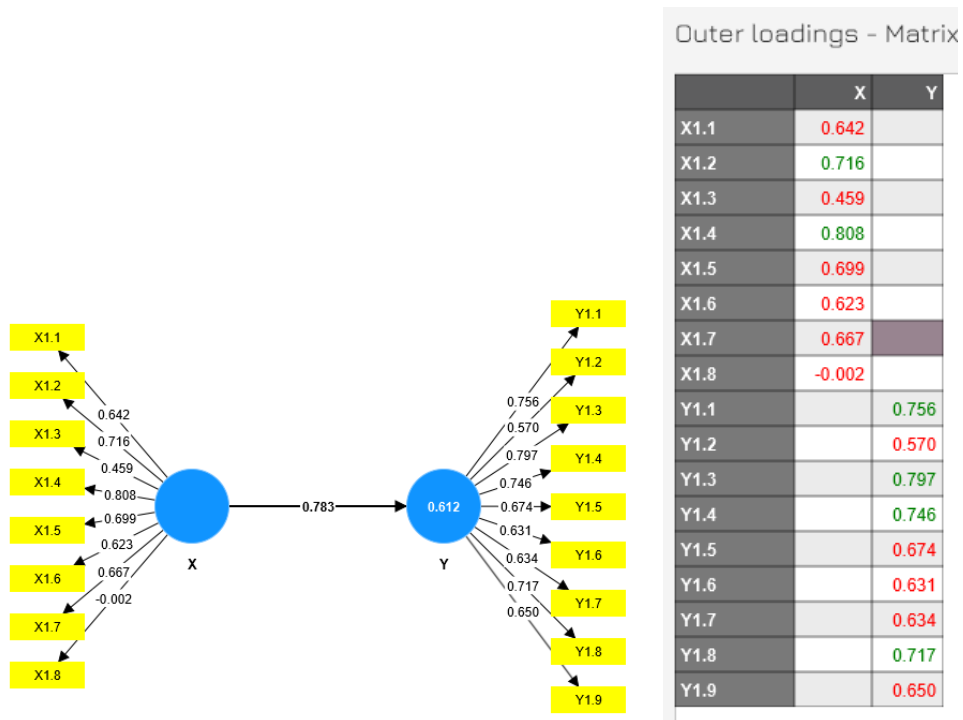 Outer loadings - Matrix
X Y
X1.1 0.642
X1.2 0.716
X1.3 0.459
X1.4 0.808
X1.5 0.699
X1.6 0.623
X1.7 0.667
X1.8 -0.002
Y1.1 0.756
Y1.2 0.570
Y1.3 0.797
Y1.4 0.746
Y1.5 0.674
Y1.6 0.631
Y1.7 0.634
Y1.8 0.717
Y1.9 0.650
X1.1
X1.2
X1.3
X1.4
X1.5
X1.6
X1.7
X1.8
0.642
0.716
0.459
0.808
0.699
0.623
0.667
-0.002
X
0.783
0.612
Y
0.756
0.570
0.797
0.746
0.674
0.631
0.634
0.717
0.650
Y1.1
Y1.2
Y1.3
Y1.4
Y1.5
Y1.6
Y1.7
Y1.8
Y1.9